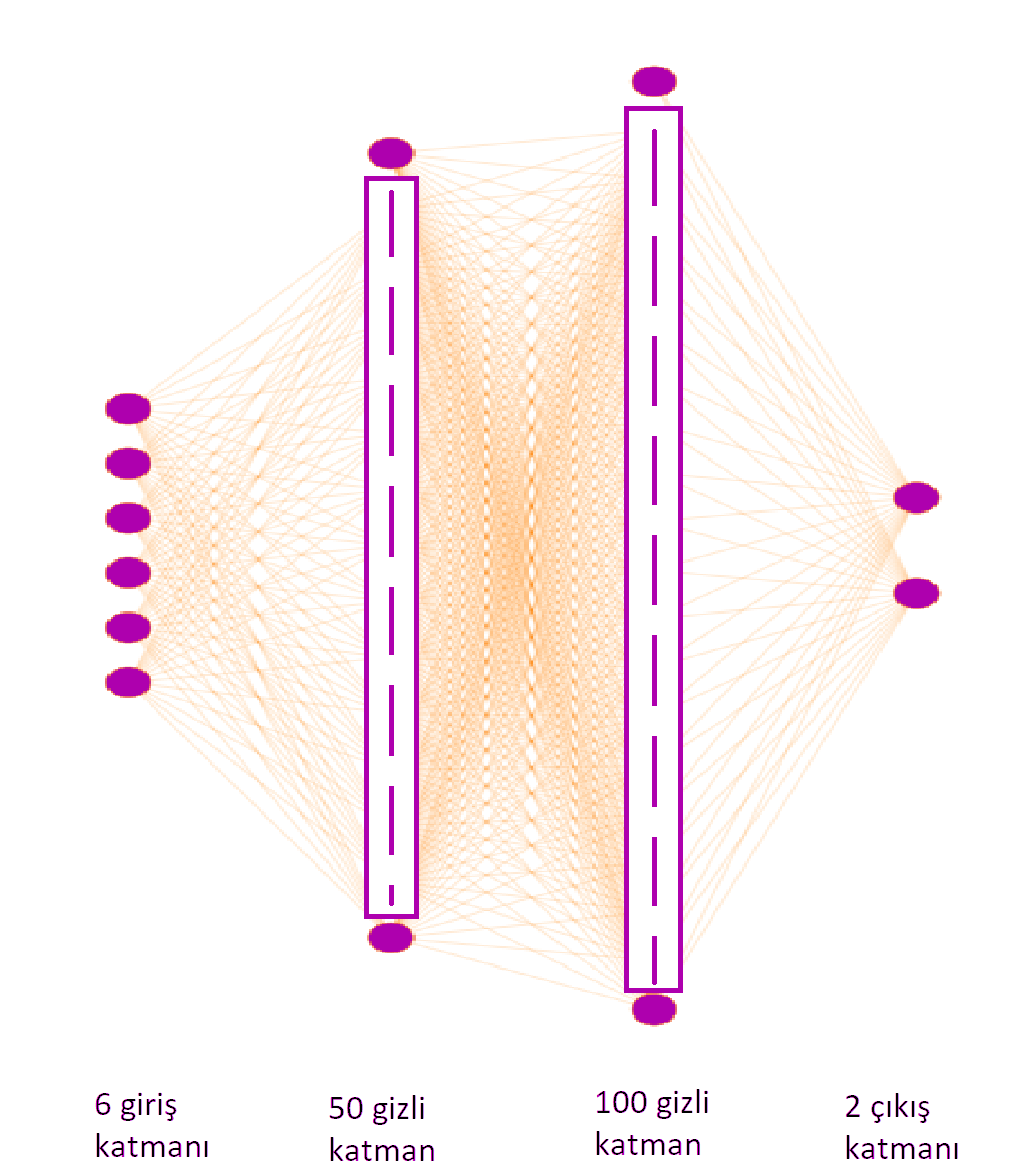 6 giriş
katmanı
50 gizli
katman
100 gizli
katman
2 çıkış
katmanı